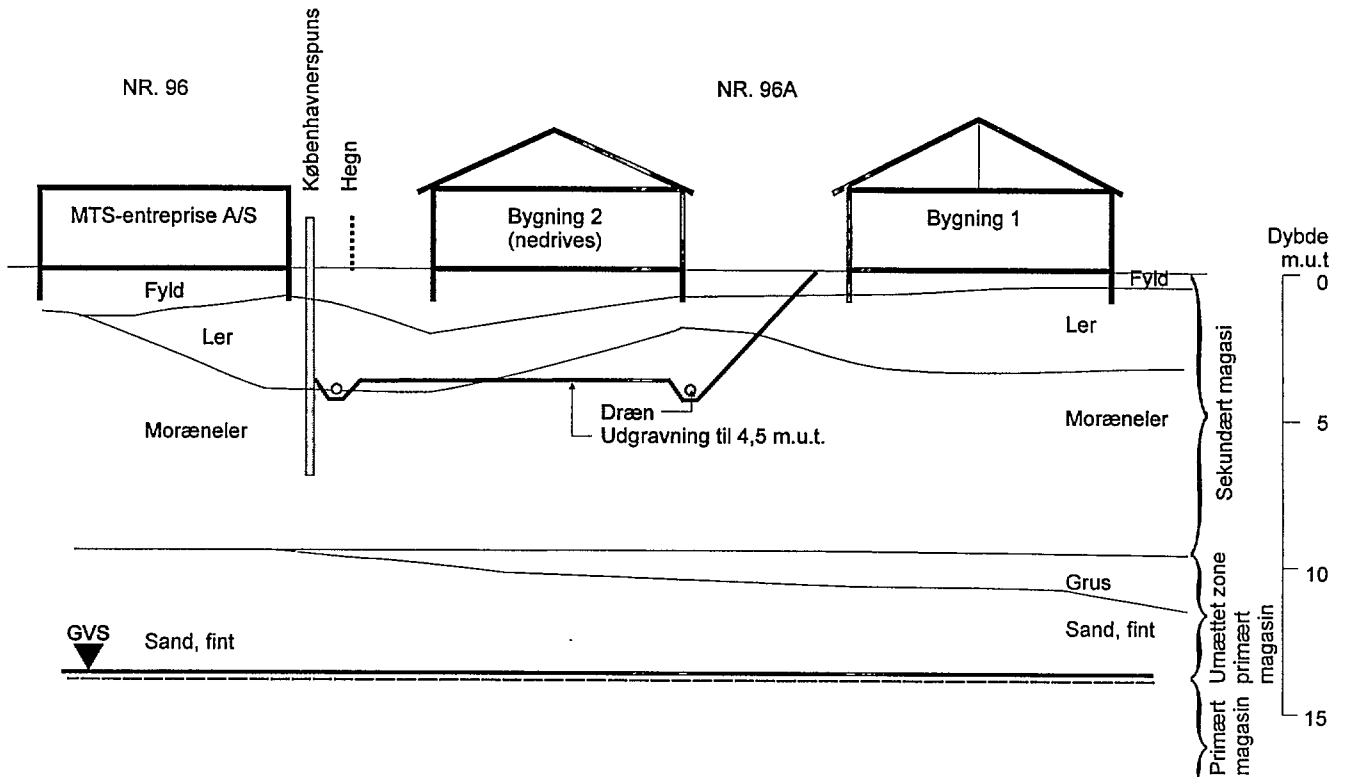 NR. 96
Københavnerspuns
Hegn
NR. 96A
MTS-entreprise A/S
Bygning 2
(nedrives)
Bygning 1
Dybde
m.u.t
0
Fyld
Fyld
Ler
Ler
Dræn
Udgravning til 4,5 m.u.t.
Moræneler
Moræneler
5
Sekundært magasi
Grus
10
GVS
Sand, fint
Sand, fint
Umættet zone
primært
magasin
15
Primært
magasin